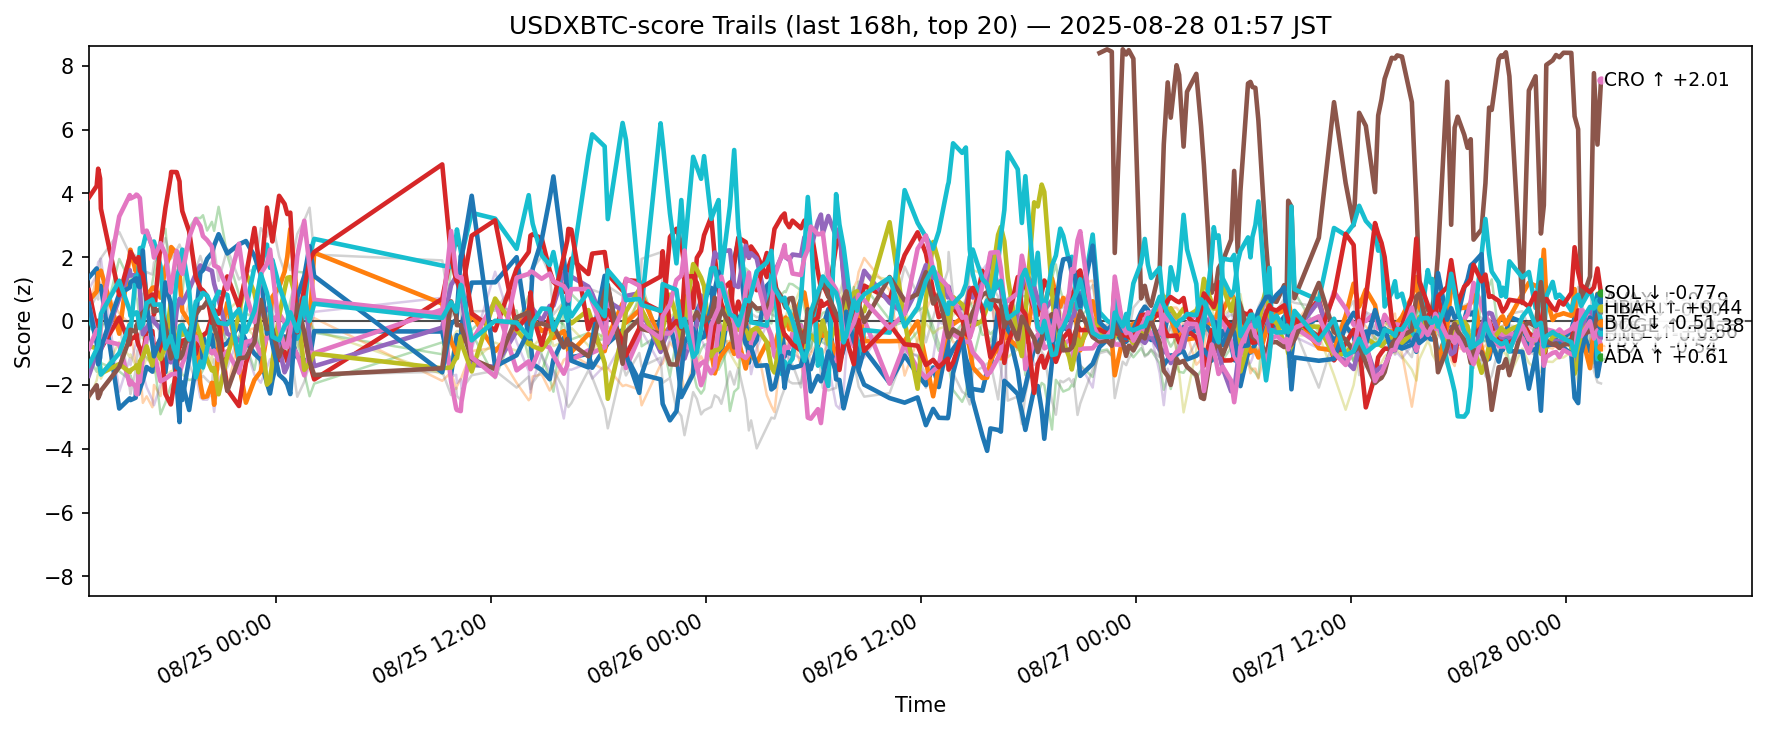 USDXBTC-score Trails (last 168h, top 20) — 2025-08-28 01:57 JST
Score (z)
8
6
4
2
0
−2
−4
−6
−8
CRO ↑ +2.01
SOL ↓ -0.77
HBAR ↑ +0.44
BTC ↓ -0.51
ADA ↑ +0.61
08/25 00:00
08/25 12:00
08/26 00:00
08/26 12:00
08/27 00:00
08/27 12:00
08/28 00:00
Time